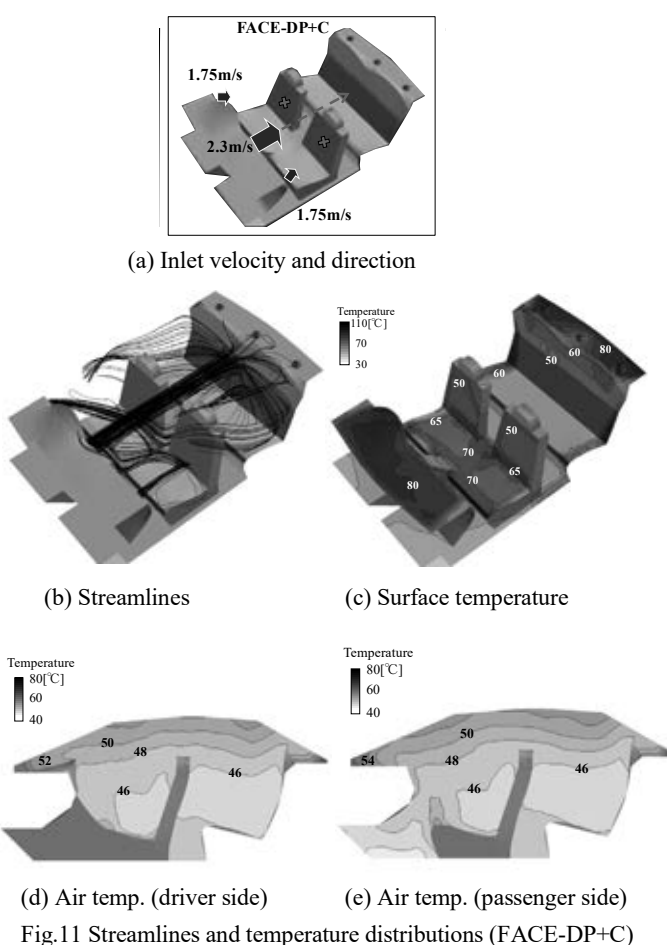 FACE-DP+C
1.75m/s
2.3m/s
1.75m/s
(a) Inlet velocity and direction
Temperature
110[℃]
70
30
50
60
80
60
50
65
50
70
65
70
80
(b) Streamlines
(c) Surface temperature
Temperature
80[℃]
60
40
50
48
52
46
46
Temperature
80[℃]
60
40
50
54
48
46
46
(d) Air temp. (driver side)
(e) Air temp. (passenger side)
Fig.11 Streamlines and temperature distributions (FACE-DP+C)